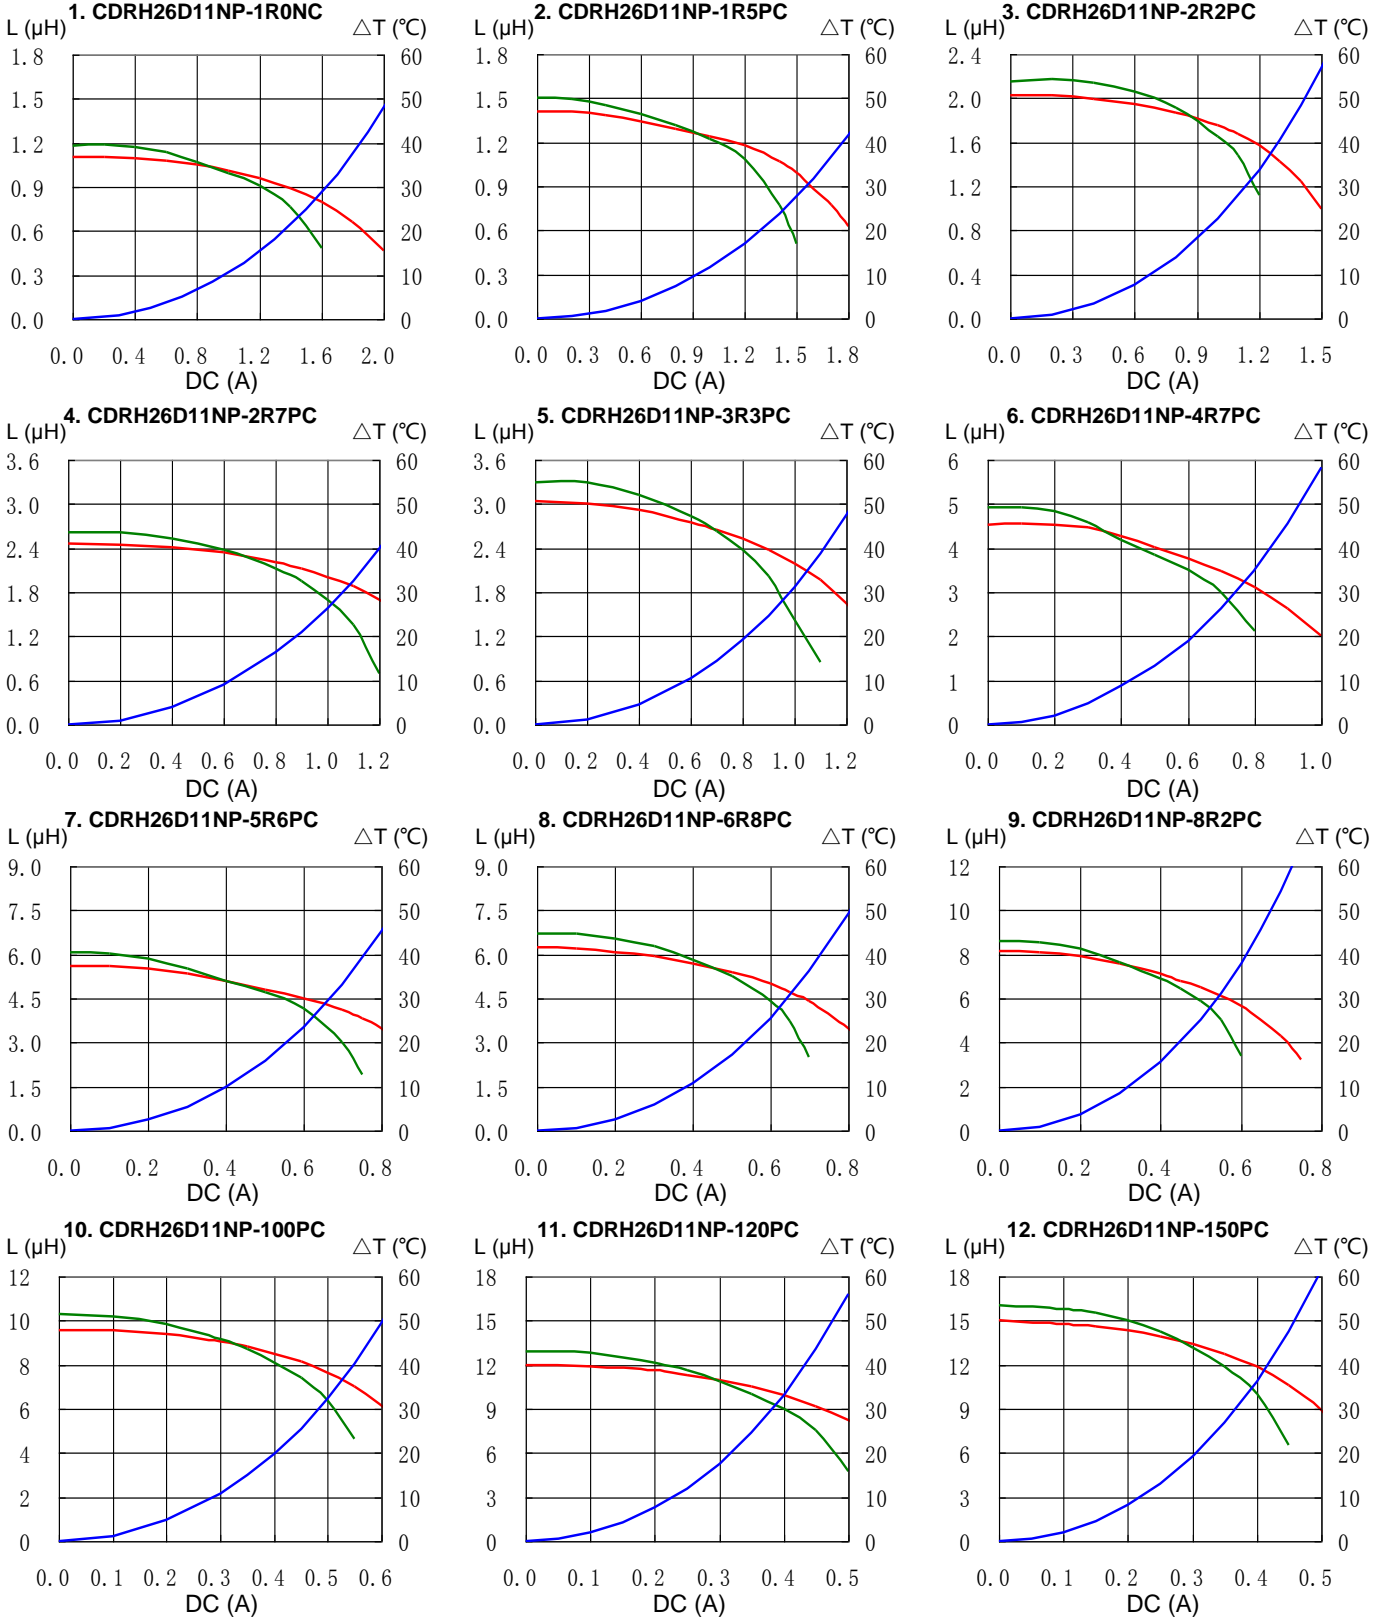 1. CDRH26D11NP-1R0NC
L (μH)
△T (℃)
1.8
1.5
1.2
0.9
0.6
0.3
0.0
60
50
40
30
20
10
0
0.0 0.4 0.8 1.2 1.6 2.0
DC (A)
2. CDRH26D11NP-1R5PC
L (μH)
△T (℃)
1.8
1.5
1.2
0.9
0.6
0.3
0.0
60
50
40
30
20
10
0
0.0 0.3 0.6 0.9 1.2 1.5 1.8
DC (A)
3. CDRH26D11NP-2R2PC
L (μH)
△T (℃)
2.4
2.0
1.6
1.2
0.8
0.4
0.0
60
50
40
30
20
10
0
0.0 0.3 0.6 0.9 1.2 1.5
DC (A)
4. CDRH26D11NP-2R7PC
L (μH)
△T (℃)
3.6
3.0
2.4
1.8
1.2
0.6
0.0
60
50
40
30
20
10
0
0.0 0.2 0.4 0.6 0.8 1.0 1.2
DC (A)
5. CDRH26D11NP-3R3PC
L (μH)
△T (℃)
3.6
3.0
2.4
1.8
1.2
0.6
0.0
60
50
40
30
20
10
0
0.0 0.2 0.4 0.6 0.8 1.0 1.2
DC (A)
6. CDRH26D11NP-4R7PC
L (μH)
△T (℃)
6
5
4
3
2
1
0
60
50
40
30
20
10
0
0.0 0.2 0.4 0.6 0.8 1.0
DC (A)
7. CDRH26D11NP-5R6PC
L (μH)
△T (℃)
9.0
7.5
6.0
4.5
3.0
1.5
0.0
60
50
40
30
20
10
0
0.0 0.2 0.4 0.6 0.8
DC (A)
8. CDRH26D11NP-6R8PC
L (μH)
△T (℃)
9.0
7.5
6.0
4.5
3.0
1.5
0.0
60
50
40
30
20
10
0
0.0 0.2 0.4 0.6 0.8
DC (A)
9. CDRH26D11NP-8R2PC
L (μH)
△T (℃)
12
10
8
6
4
2
0
60
50
40
30
20
10
0
0.0 0.2 0.4 0.6 0.8
DC (A)
10. CDRH26D11NP-100PC
L (μH)
△T (℃)
12
10
8
6
4
2
0
60
50
40
30
20
10
0
0.0 0.1 0.2 0.3 0.4 0.5 0.6
DC (A)
11. CDRH26D11NP-120PC
L (μH)
△T (℃)
18
15
12
9
6
3
0
60
50
40
30
20
10
0
0.0 0.1 0.2 0.3 0.4 0.5
DC (A)
12. CDRH26D11NP-150PC
L (μH)
△T (℃)
18
15
12
9
6
3
0
60
50
40
30
20
10
0
0.0 0.1 0.2 0.3 0.4 0.5
DC (A)